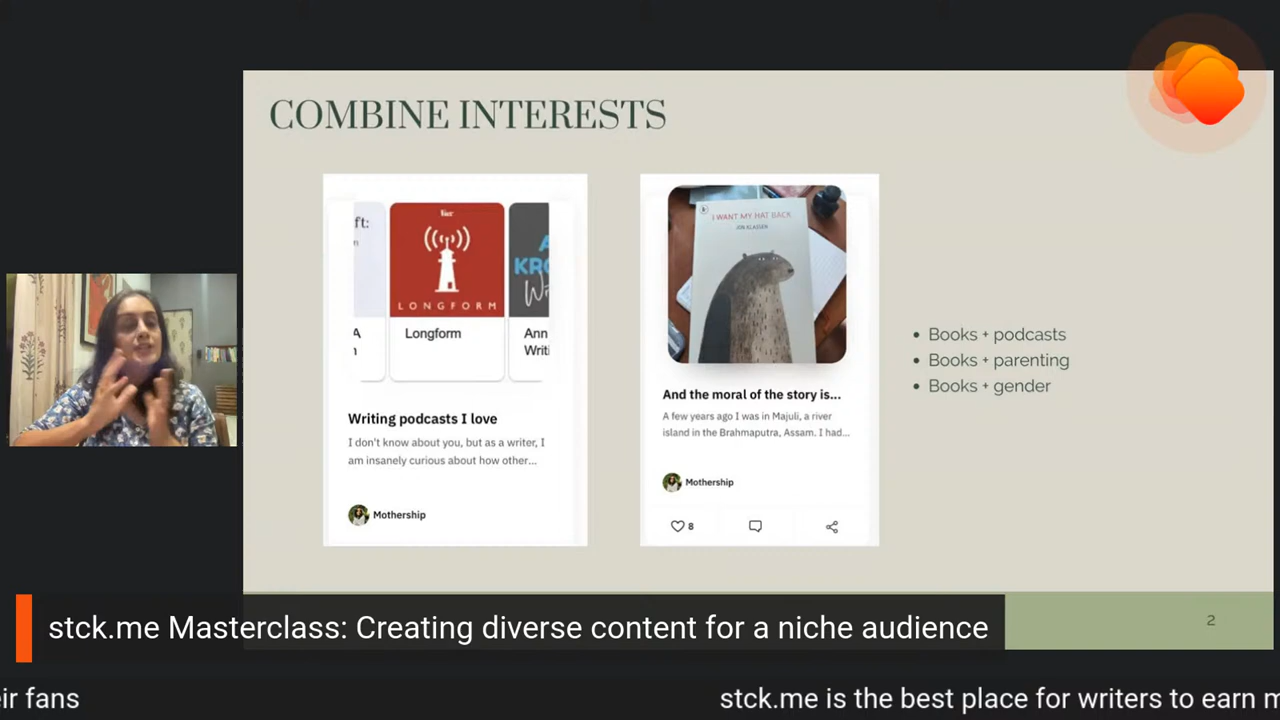 COMBINE INTERESTS
ft:
LONGFORM
KRO
A
Longform
Ann
Writi
Writing podcasts I love
I don't know about you, but as a writer, I
am insanely curious about how other...
Mothership
I WANT MY HAT BACK
JON KLASSEN
And the moral of the story is...
A few years ago I was in Majuli, a river
island in the Brahmaputra, Assam. I had...
Mothership
8
• Books + podcasts
• Books + parenting
• Books + gender
stck.me Masterclass: Creating diverse content for a niche audience
2
eir fans
stck.me is the best place for writers to earn m